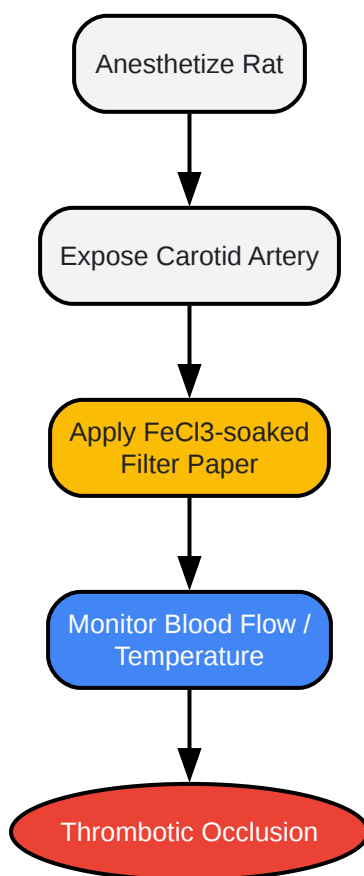 Anesthetize Rat
Expose Carotid Artery
Apply FeCl3-soaked
Filter Paper
Monitor Blood Flow /
Temperature
Thrombotic Occlusion